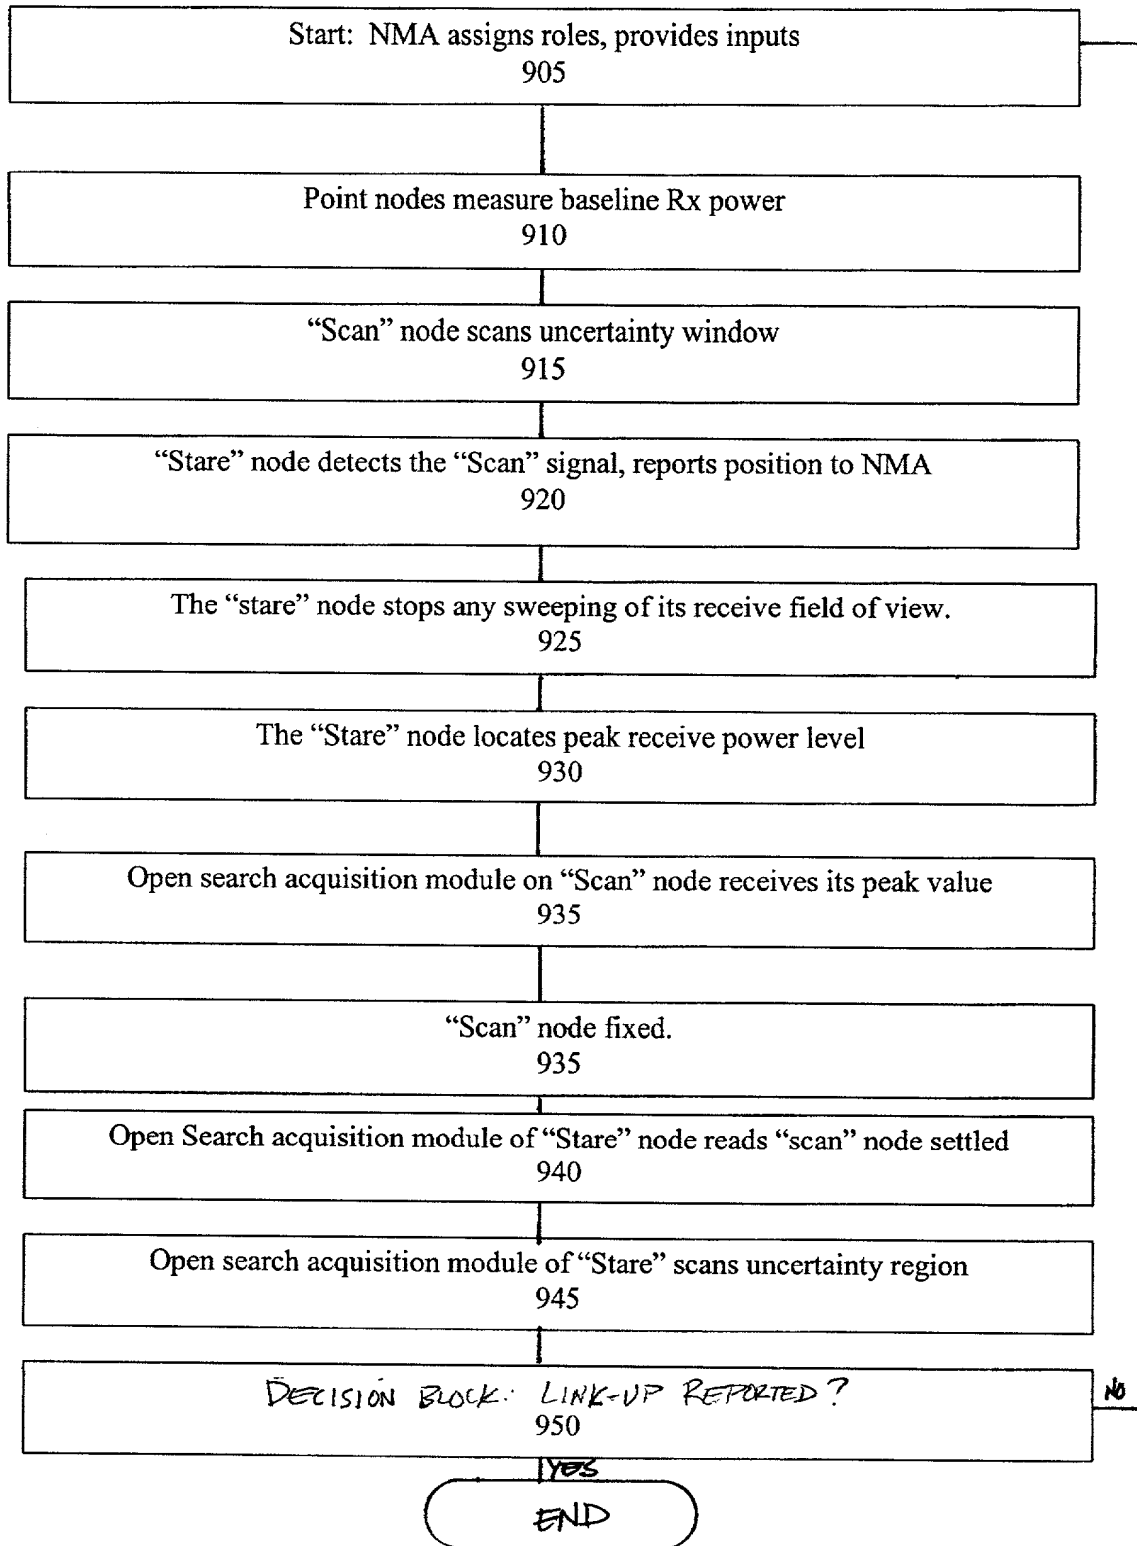 Start: NMA assigns roles, provides inputs
905
Point nodes measure baseline Rx power
910
“Scan” node scans uncertainty window
915
“Stare” node detects the “Scan” signal, reports position to NMA
920
The “stare” node stops any sweeping of its receive field of view.
925
The “Stare” node locates peak receive power level
930
Open search acquisition module on “Scan” node receives its peak value
935
“Scan” node fixed.
935
Open Search acquisition module of “Stare” node reads “scan” node settled
940
Open search acquisition module of “Stare” scans uncertainty region
945
DECISION BLOCK: LINK-UP REPORTED?
NO
950
YES
END